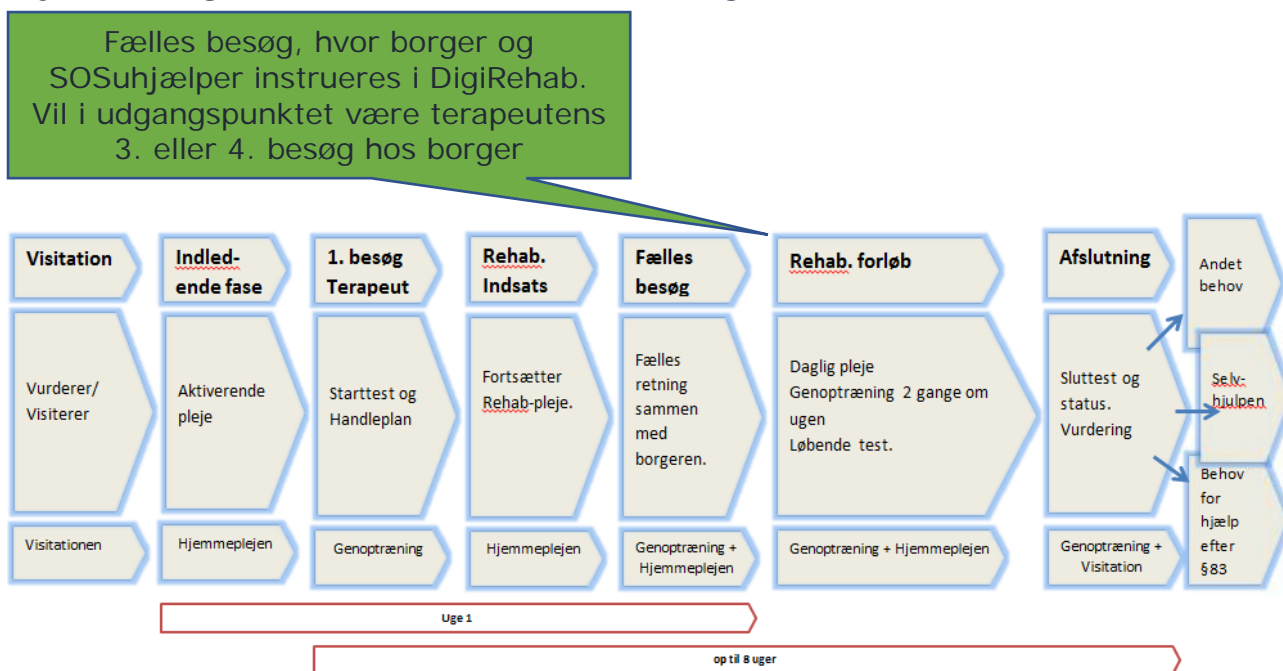 Fælles besøg, hvor borger og
SOSuhjælper instrueres i DigiRehab.
Vil i udgangspunktet være terapeutens
3. eller 4. besøg hos borger
Visitation
Indled-
ende fase
1. besøg
Terapeut
Rehab.
Indsats
Fælles
besøg
Rehab. forløb
Afslutning
Andet
behov
Vurderer/
Visiterer
Aktiverende
pleje
Starttest og
Handleplan
Fortsætter
Rehab-pleje.
Fælles
retning
sammen
med
borgeren.
Daglig pleje
Genoptræning 2 gange om
ugen
Løbende test.
Sluttest og
status.
Vurdering
Selv-
hjulpen
Behov
for
hjælp
efter
§83
Visitationen
Hjemmeplejen
Genoptræning
Hjemmeplejen
Genoptræning +
Hjemmeplejen
Genoptræning + Hjemmeplejen
Genoptræning +
Visitation
Uge 1
op til 8 uger